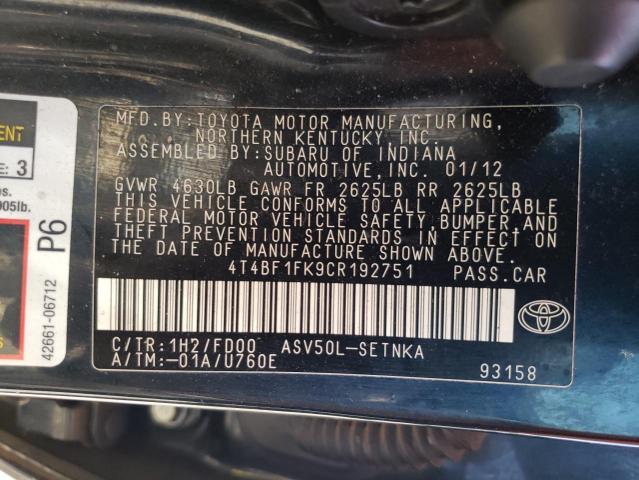 MFD.BY:TOYOTA MOTOR MANUFACTURING,
NORTHERN KENTUCKY, INC.
ASSEMBLED BY:SUBARU OF INDIANA
AUTOMOTIVE,INC. 01/12
GVWR 4630LB GAWR FR 2625LB RR 2625LB
THIS VEHICLE CONFORMS TO ALL APPLICABLE
FEDERAL MOTOR VEHICLE SAFETY,BUMPER,AND
THEFT PREVENTION STANDARDS IN EFFECT ON
THE DATE OF MANUFACTURE SHOWN ABOVE.
4T4BF1FK9CR192751 PASS.CAR
C/TR:1H2/FD00 ASV50L-SETNKA
A/TM:-01A/U760E
93158
3
905lb.
P6
42661-06712